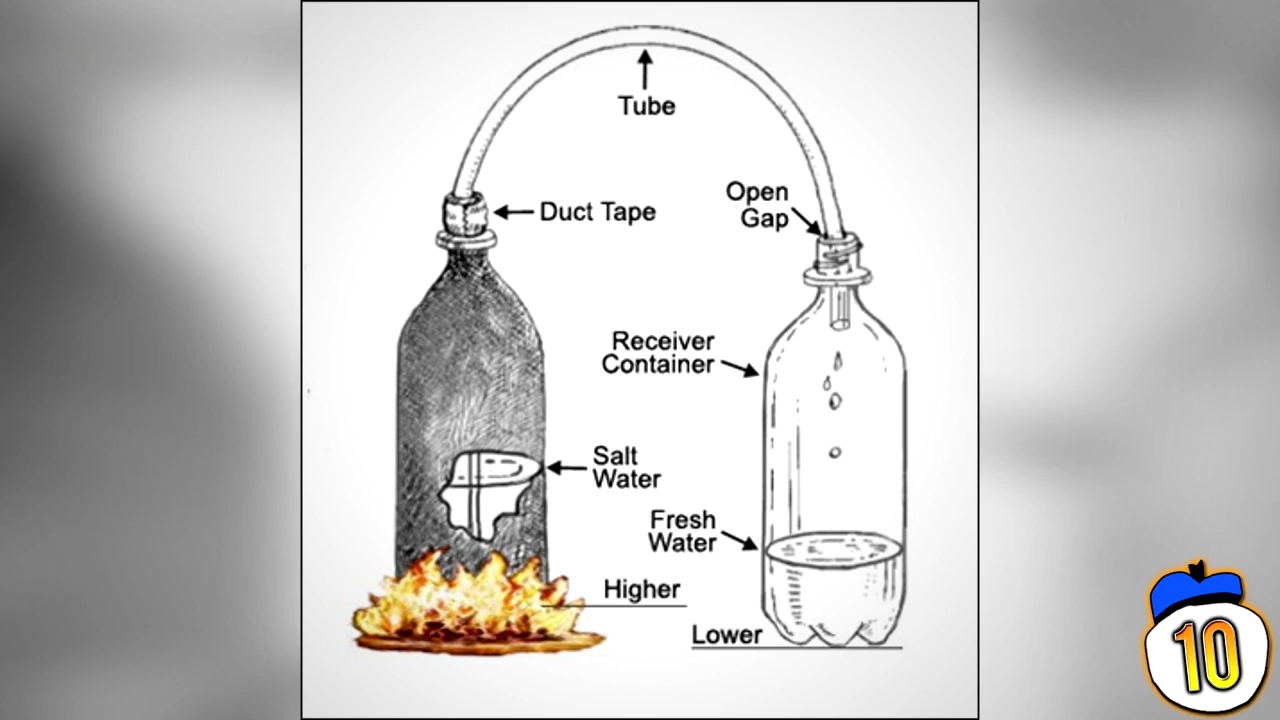 Tube
Duct Tape
Open
Gap
Receiver
Container
Salt
Water
Fresh
Water
Higher
Lower
10